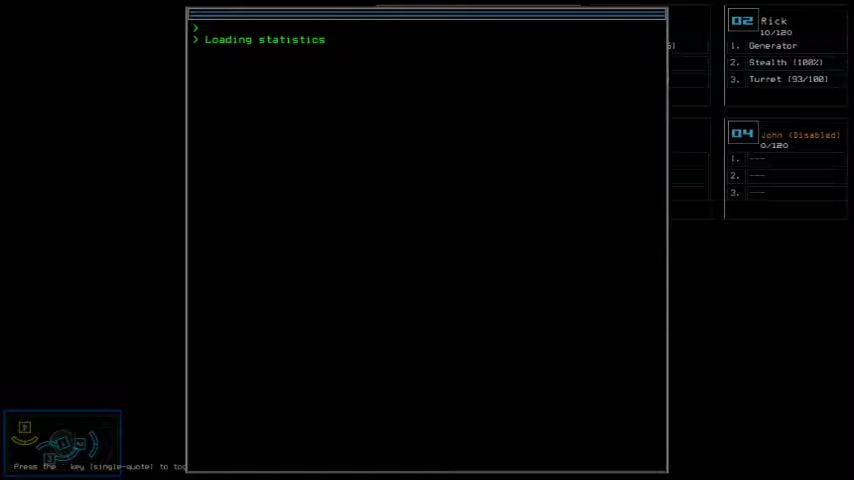 >
> Loading statistics
02 Rick
10/120
1. Generator
2. Stealth (100%)
3. Turret (93/100)
04 John (Disabled)
0/120
1. ---
2. ---
3. ---
Press the ' key (single-quote) to tog